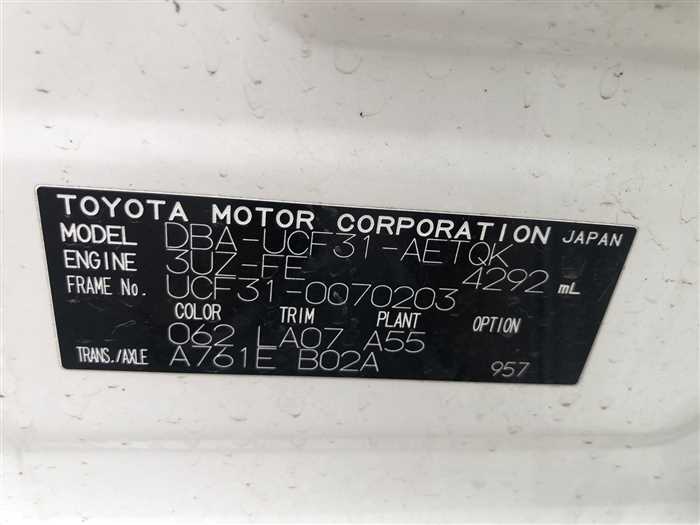 TOYOTA MOTOR CORPORATION JAPAN
MODEL DBA-UCF31-AETQK
ENGINE 3UZ-FE 4292 mL
FRAME No. UCF31-0070203
COLOR TRIM PLANT OPTION
062 LA07 A55
TRANS./AXLE A761E B02A 957